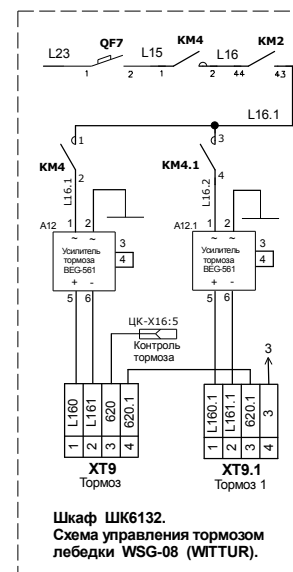 L23 QF7 L15 KM4 L16 KM2
1 2 1 2 44 43
L16.1
1 3
KM4 2 KM4.1 4
L16.1 L16.2
A12 1 2 A12.1 1 2
~ ~ ~ ~
Усилитель тормоза BEG-561 3 4
Усилитель тормоза BEG-561 3 4
+ - + -
5 6 5 6
ЦК-X16:5
Контроль
тормоза
3
L160 L161 620 620.1
L160.1 L161.1 620.1 3
1 2 3 4 1 2 3 4
XT9 XT9.1
Тормоз Тормоз 1
Шкаф ШК6132.
Схема управления тормозом
лебедки WSG-08 (WITTUR).